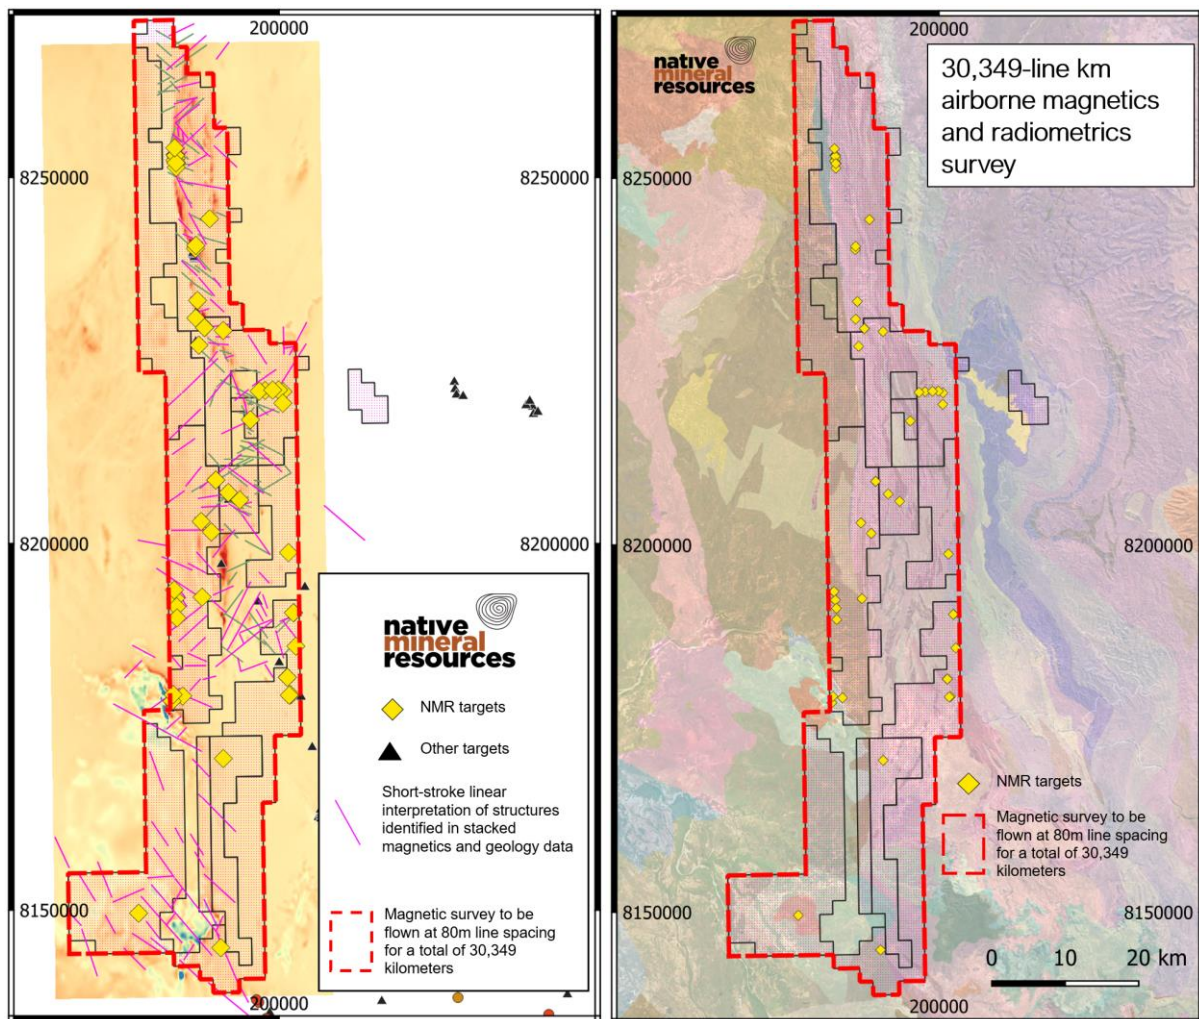 200000
8250000
8250000
8200000
8200000
native
mineral
resources
NMR targets
Other targets
Short-stroke linear
interpretation of structures
identified in stacked
magnetics and geology data
Magnetic survey to be
flown at 80m line spacing
for a total of 30,349
kilometers
8150000
200000
200000
native
mineral
resources
30,349-line km
airborne magnetics
and radiometrics
survey
8250000
8200000
NMR targets
Magnetic survey to be
flown at 80m line spacing
for a total of 30,349
kilometers
8150000
0 10 20 km
200000